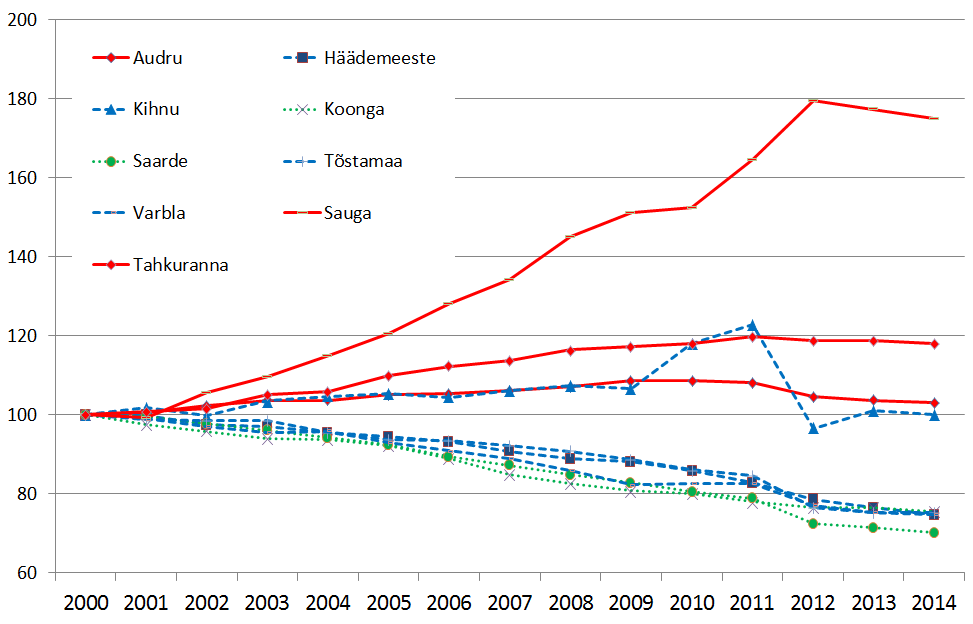 200
180
160
140
120
100
80
60
Audru Häädemeeste
Kihnu Koonga
Saarde Tõstamaa
Varbla Sauga
Tahkuranna
2000 2001 2002 2003 2004 2005 2006 2007 2008 2009 2010 2011 2012 2013 2014